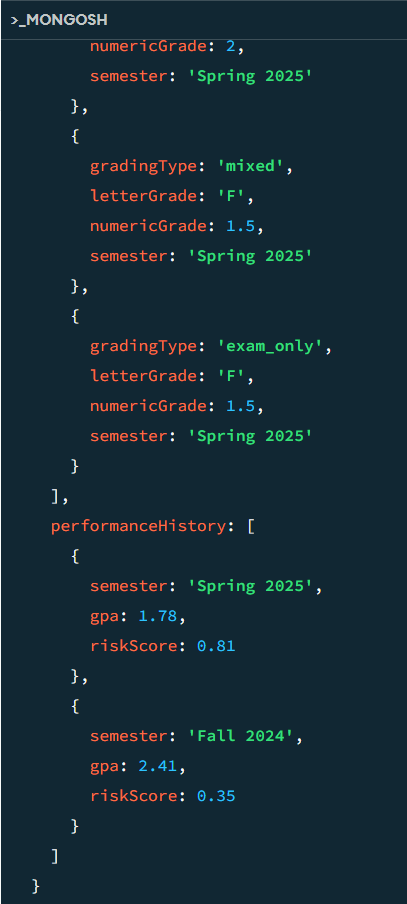 >_MONGOSH
numericGrade: 2,
semester: 'Spring 2025'
},
{
gradingType: 'mixed',
letterGrade: 'F',
numericGrade: 1.5,
semester: 'Spring 2025'
},
{
gradingType: 'exam_only',
letterGrade: 'F',
numericGrade: 1.5,
semester: 'Spring 2025'
}
],
performanceHistory: [
{
semester: 'Spring 2025',
gpa: 1.78,
riskScore: 0.81
},
{
semester: 'Fall 2024',
gpa: 2.41,
riskScore: 0.35
}
]
}